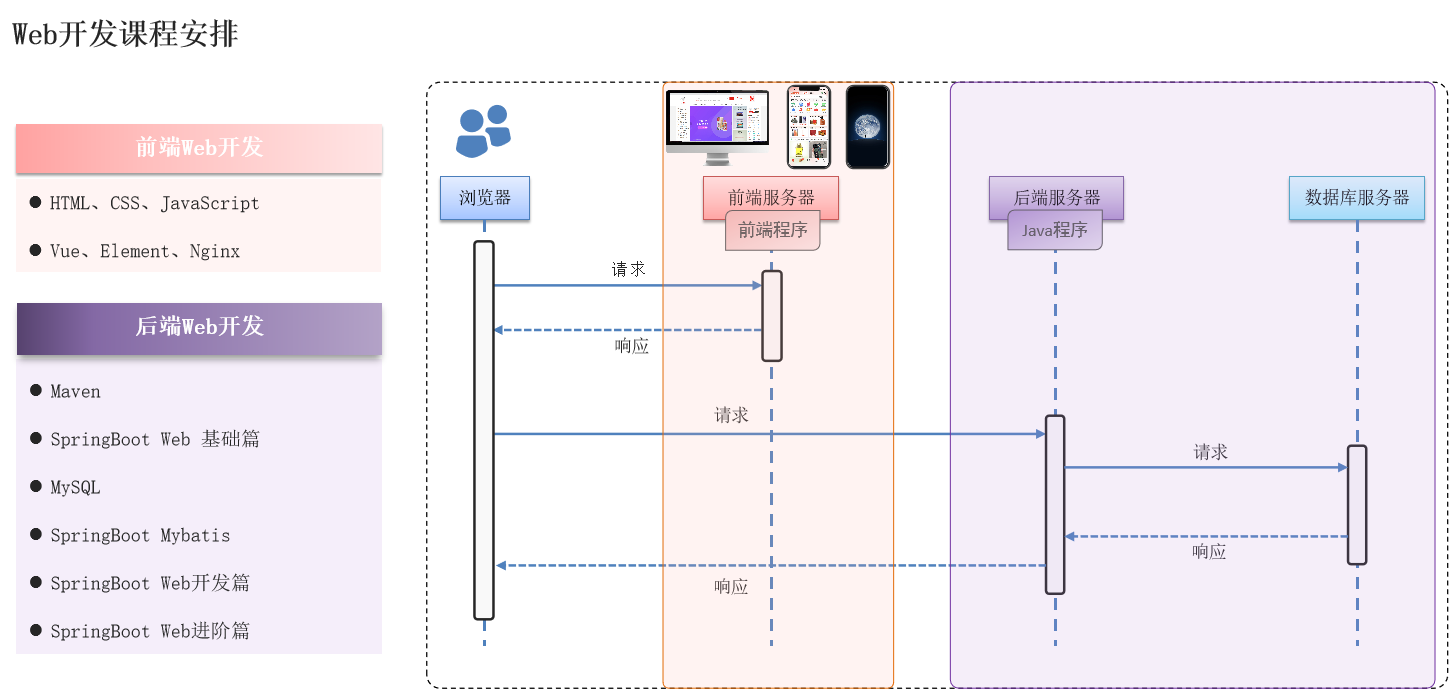 Web开发课程安排
前端Web开发
HTML、CSS、JavaScript
Vue、Element、Nginx
后端Web开发
Maven
SpringBoot Web 基础篇
MySQL
SpringBoot Mybatis
SpringBoot Web开发篇
SpringBoot Web进阶篇
浏览器
前端服务器
前端程序
后端服务器
Java程序
数据库服务器
请求
响应
请求
请求
响应
响应